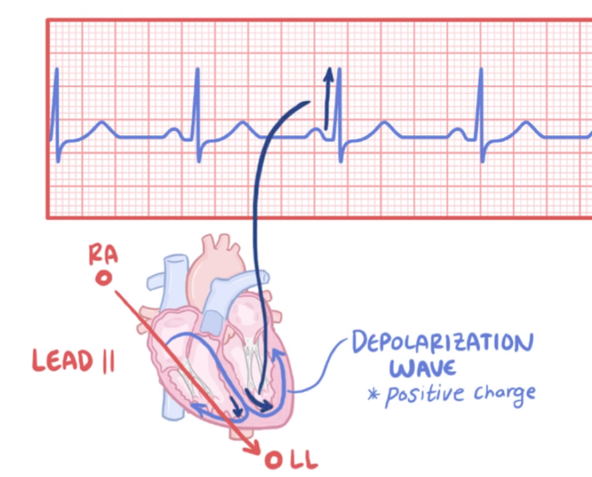 RA
LEAD II
LL
DEPOLARIZATION
WAVE
* positive charge